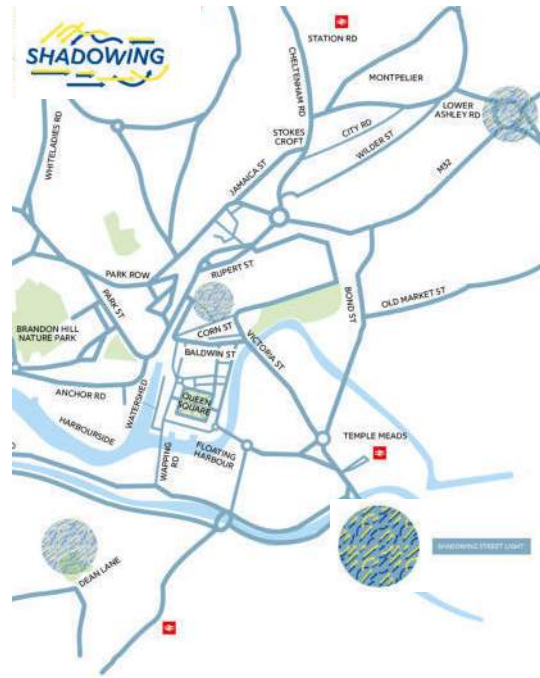 SHADOWING
STATION RD
MONTPELIER
CHELTENHAM RD
LOWER
ASHLEY RD
WHITELADIES RD
STOKES
CROFT
CITY RD
WILDER ST
M32
JAMAICA ST
PARK ROW
RUPERT ST
PARK ST
BOND ST
OLD MARKET ST
BRANDON HILL
NATURE PARK
CORN ST
VICTORIA ST
BALDWIN ST
ANCHOR RD
WATERSHED
QUEEN
SQUARE
HARBOURSIDE
WAPPING
RD
FLOATING
HARBOUR
TEMPLE MEADS
SHADOWING STREET LIGHT
DEAN LANE